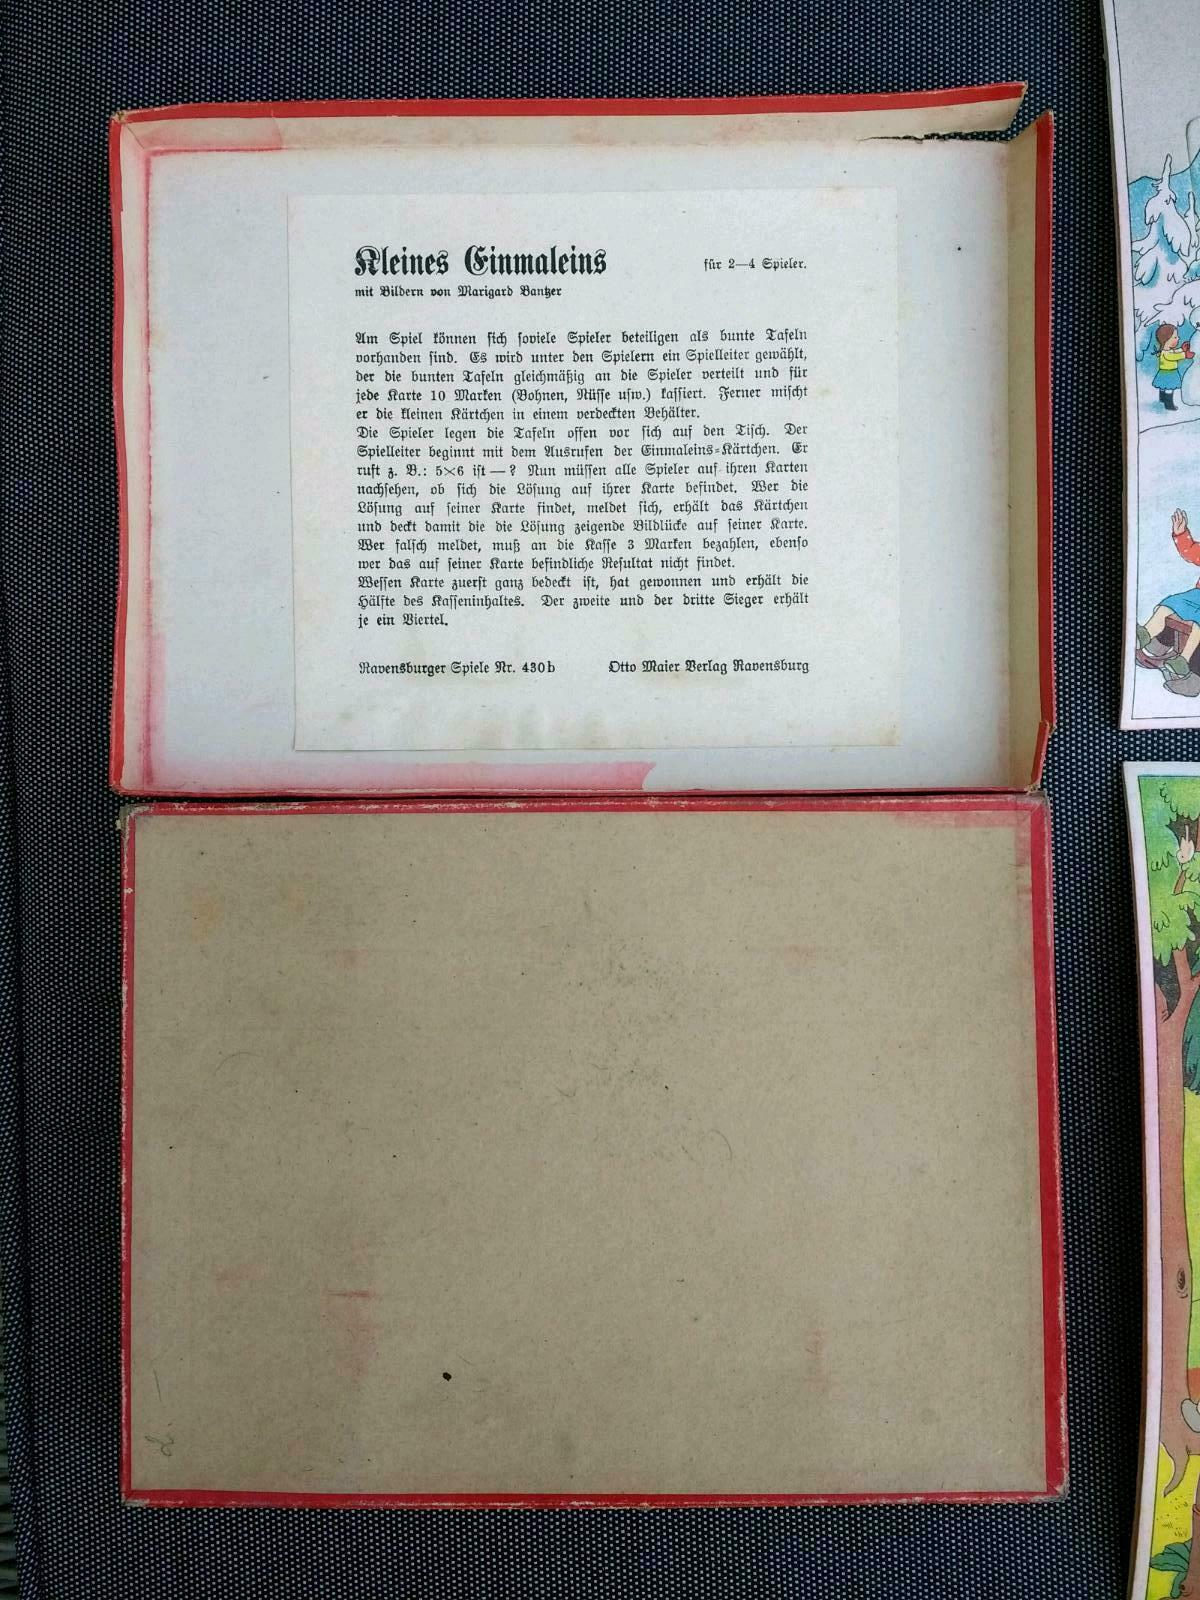 Kleines Einmaleins
für 2—4 Spieler.
mit Bildern von Marigard Bantzer
Am Spiel können sich soviele Spieler beteiligen als bunte Tafeln
vorhanden sind. Es wird unter den Spielern ein Spielleiter gewählt,
der die bunten Tafeln gleichmäßig an die Spieler verteilt und für
jede Karte 10 Marken (Bohnen, Nüsse usw.) kassiert. Ferner mischt
er die kleinen Kärtchen in einem verdeckten Behälter.
Die Spieler legen die Tafeln offen vor sich auf den Tisch. Der
Spielleiter beginnt mit dem Ausrufen der Einmaleins-Kärtchen. Er
ruft z. B.: 5×6 ist — ? Nun müssen alle Spieler auf ihren Karten
nachsehen, ob sich die Lösung auf ihrer Karte befindet. Wer die
Lösung auf seiner Karte findet, meldet sich, erhält das Kärtchen
und deckt damit die die Lösung zeigende Bildlücke auf seiner Karte.
Wer falsch meldet, muß an die Kasse 3 Marken bezahlen, ebenso
wer das auf seiner Karte befindliche Resultat nicht findet.
Wessen Karte zuerst ganz bedeckt ist, hat gewonnen und erhält die
Hälfte des Kasseninhaltes. Der zweite und der dritte Sieger erhält
je ein Viertel.
Ravensburger Spiele Nr. 430b Otto Maier Verlag Ravensburg